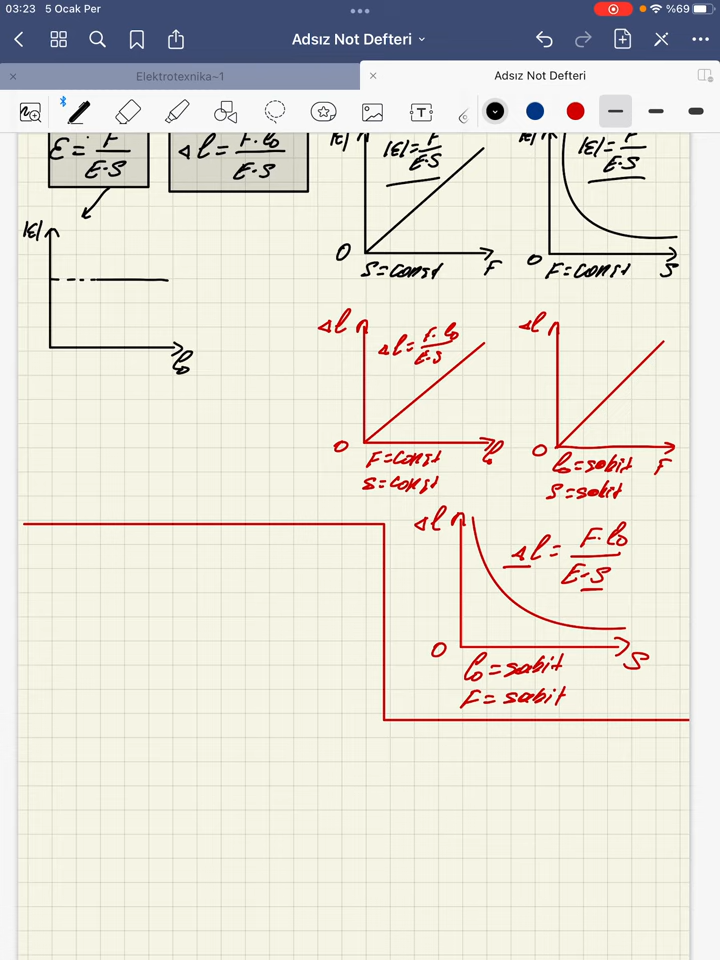 03:23 5 Ocak Per
%69
Adsız Not Defteri
Elektrotexnika~1
Adsız Not Defteri
T
ε = F / E·S
Δl = F·l₀ / E·S
|ε|
|ε| = F / E·S
0
F
S = const
|ε|
|ε| = F / E·S
0
S
F = const
|ε|
l₀
Δl
Δl = F·l₀ / E·S
0
l₀
F = const
S = const
Δl
0
F
l₀ = sabit
S = sabit
Δl
Δl = F·l₀ / E·S
0
S
l₀ = sabit
F = sabit